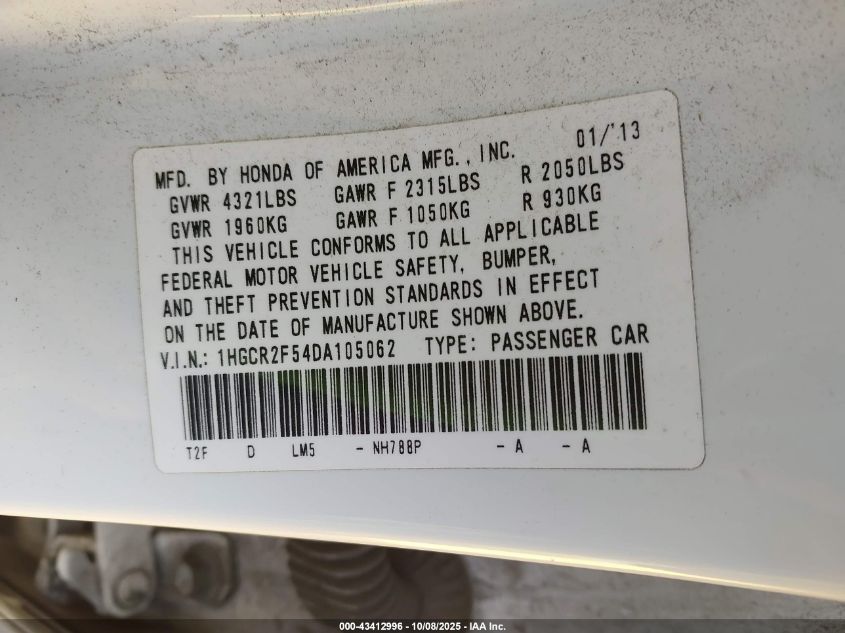 MFD. BY HONDA OF AMERICA MFG., INC. 01/'13
GVWR 4321LBS GAWR F 2315LBS R 2050LBS
GVWR 1960KG GAWR F 1050KG R 930KG
THIS VEHICLE CONFORMS TO ALL APPLICABLE
FEDERAL MOTOR VEHICLE SAFETY, BUMPER,
AND THEFT PREVENTION STANDARDS IN EFFECT
ON THE DATE OF MANUFACTURE SHOWN ABOVE.
V.I.N.: 1HGCR2F54DA105062 TYPE: PASSENGER CAR
T2F D LM5 - NH788P - A - A
000-43412996 - 10/08/2025 - IAA Inc.